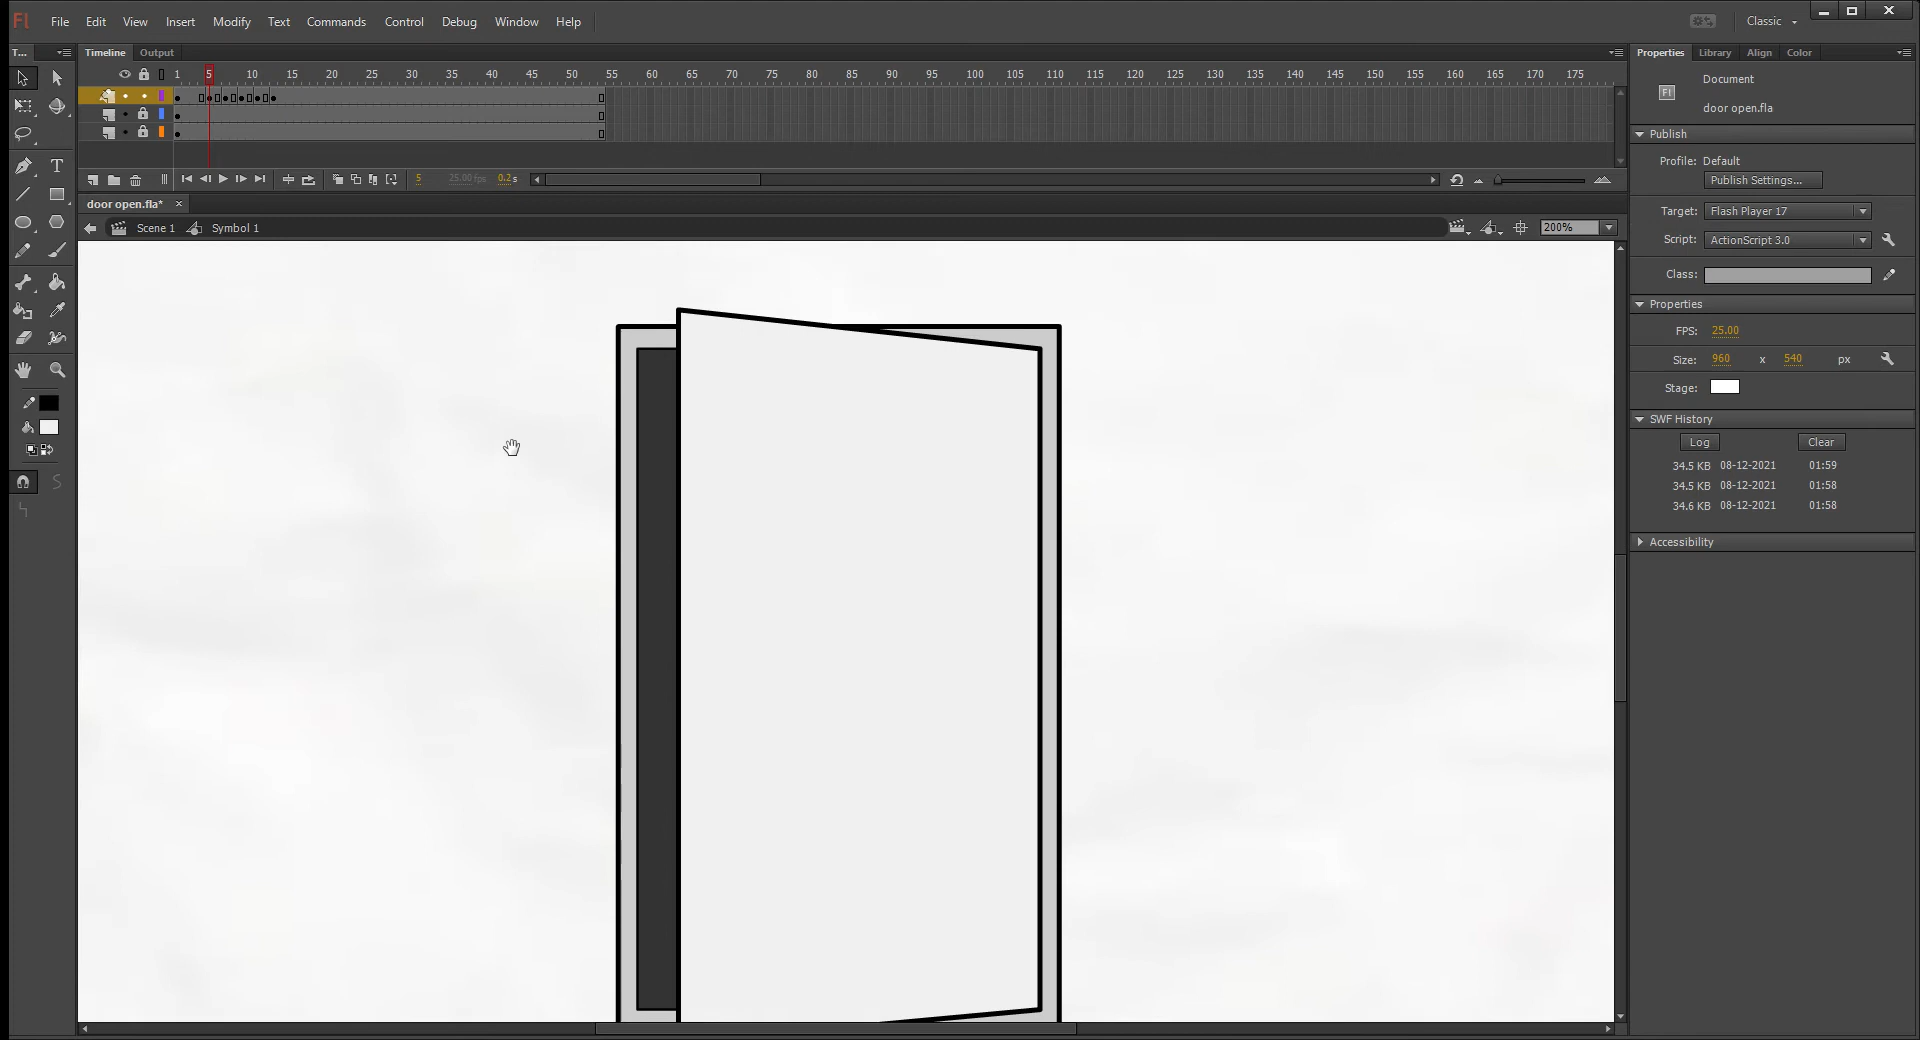 Fl File Edit View Insert Modify Text Commands Control Debug Window Help Classic
T... Timeline Output Properties Library Align Color
1 5 10 15 20 25 30 35 40 45 50 55 60 65 70 75 80 85 90 95 100 105 110 115 120 125 130 135 140 145 150 155 160 165 170 175
Document
Fl
door open.fla
Publish
Profile: Default
Publish Settings...
5 25.00 fps 0.2 s
door open.fla* ×
Scene 1 Symbol 1 200%
Target: Flash Player 17
Script: ActionScript 3.0
Class:
Properties
FPS: 25.00
Size: 960 x 540 px
Stage:
SWF History
Log Clear
34.5 KB 08-12-2021 01:59
34.5 KB 08-12-2021 01:58
34.6 KB 08-12-2021 01:58
Accessibility